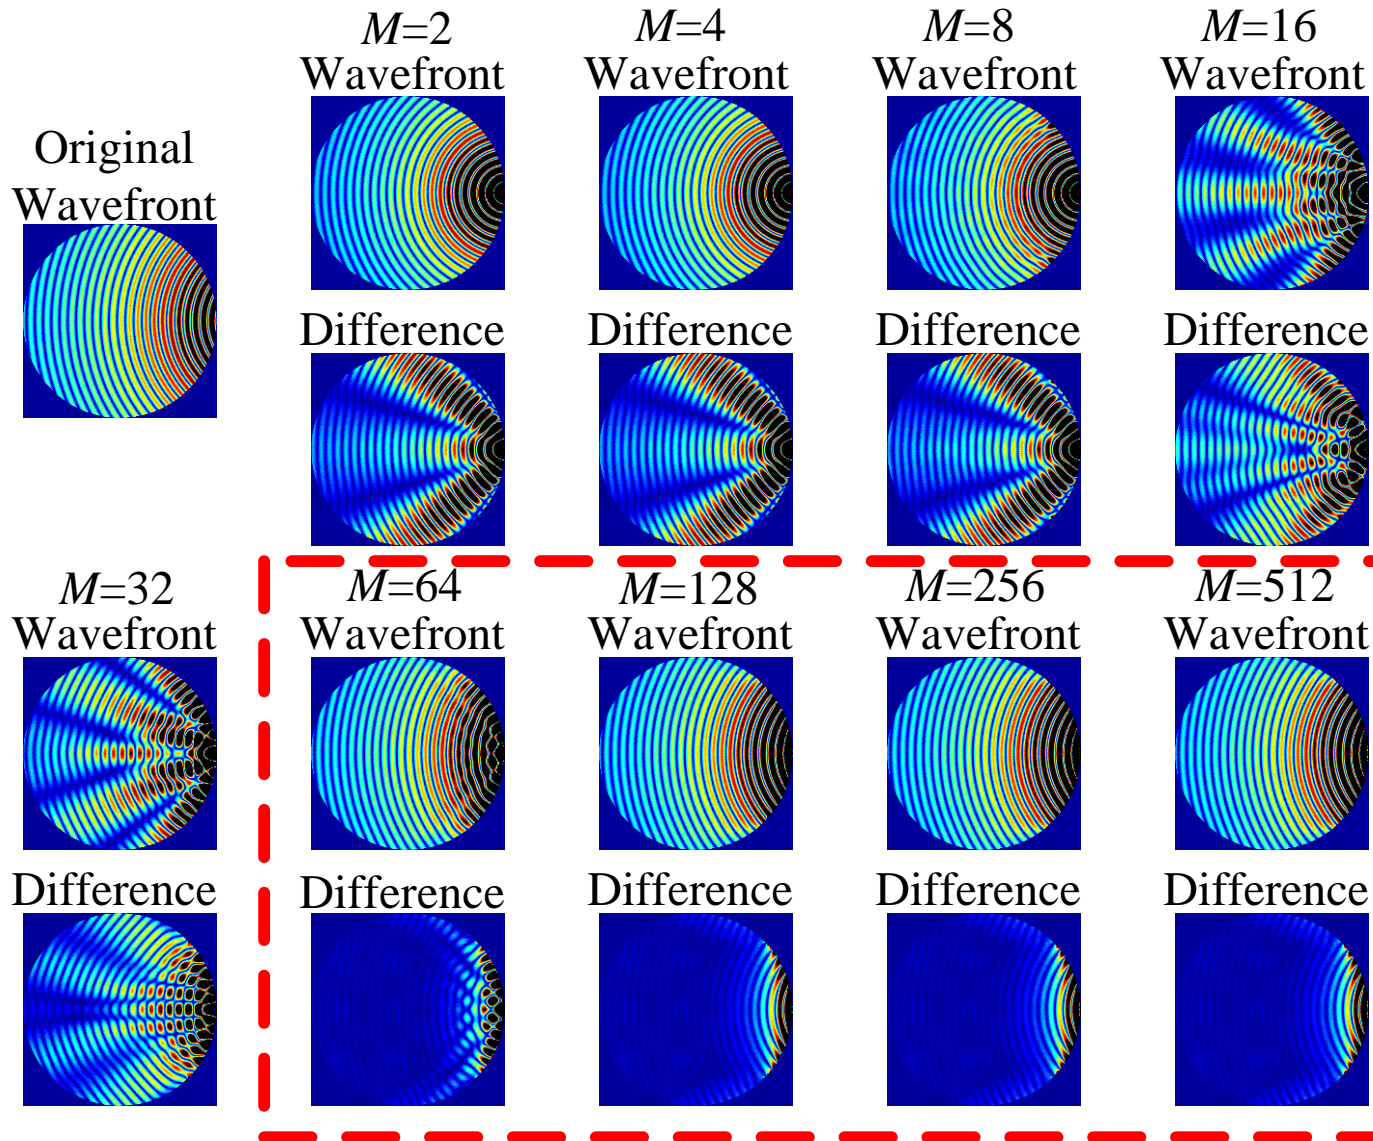 Original
Wavefront
M=2
Wavefront
Difference
M=4
Wavefront
Difference
M=8
Wavefront
Difference
M=16
Wavefront
Difference
M=32
Wavefront
Difference
M=64
Wavefront
Difference
M=128
Wavefront
Difference
M=256
Wavefront
Difference
M=512
Wavefront
Difference